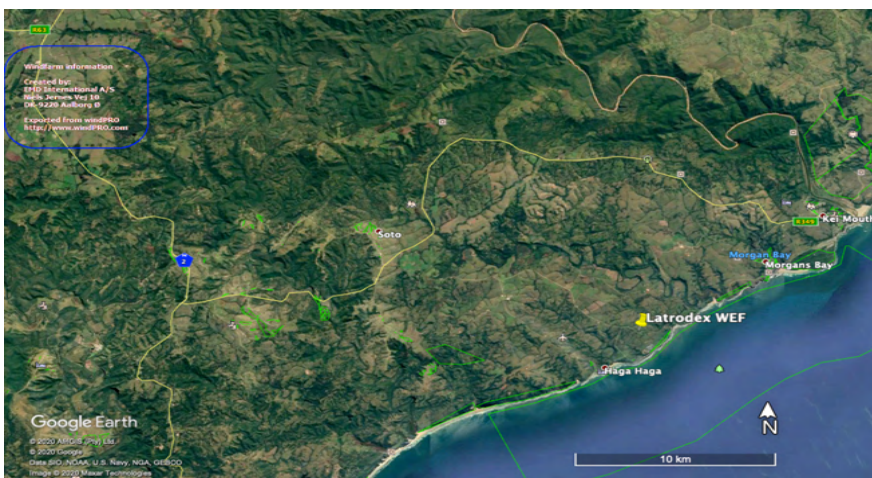 R63
Windfarm information
Created by:
EMD International A/S
Niels Jernes Vej 10
DK-9220 Aalborg Ø
Exported from windPRO
http://www.windPRO.com
Soto
2
R349
Kei Mouth
Morgan Bay
Morgans Bay
Latrodex WEF
Haga Haga
Google Earth
© 2020 AfriGIS (Pty) Ltd.
© 2020 Google
Data SIO, NOAA, U.S. Navy, NGA, GEBCO
Image © 2020 Maxar Technologies
N
10 km